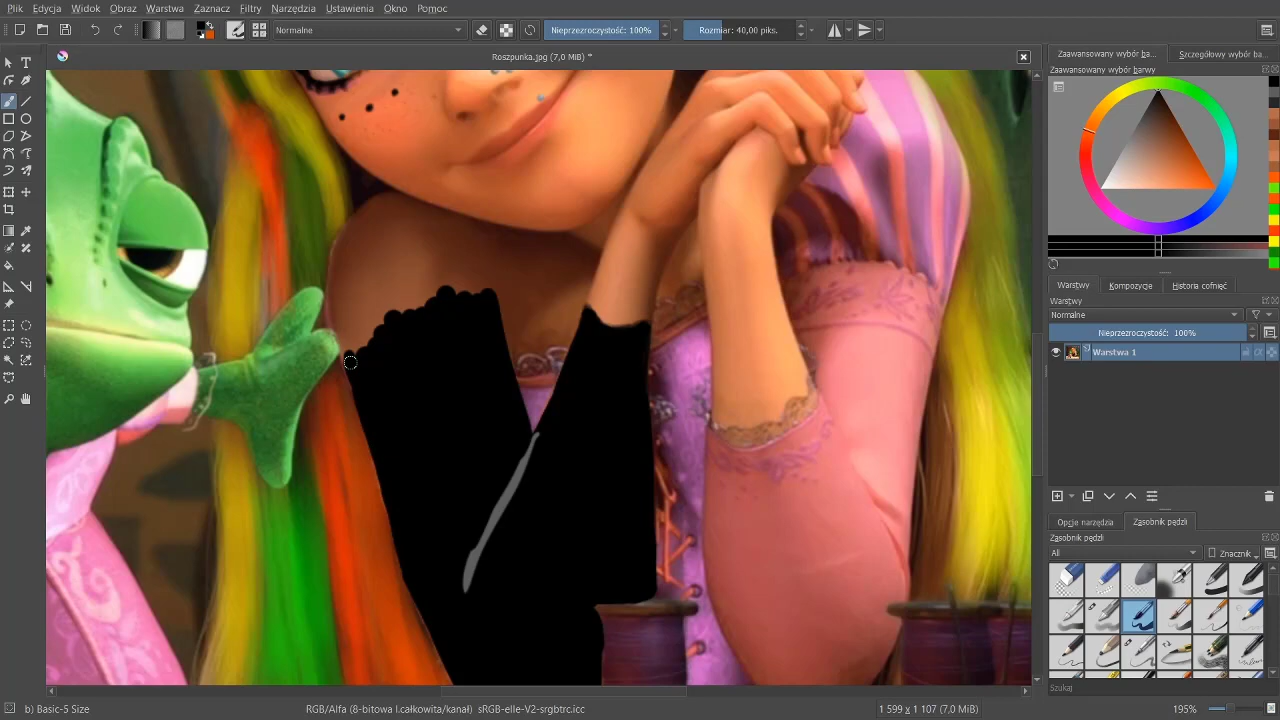 Plik Edycja Widok Obraz Warstwa Zaznacz Filtry Narzędzia Ustawienia Okno Pomoc
Normalne Nieprzezroczystość: 100% Rozmiar: 40,00 piks.
Roszpunka.jpg (7,0 MiB) *
Zaawansowany wybór ba... Szczegółowy wybór ba...
Zaawansowany wybór barwy
Warstwy Kompozycje Historia cofnięć
Warstwy
Normalne
Nieprzezroczystość: 100%
Warstwa 1
Opcje narzędzia Zasobnik pędzli
Zasobnik pędzli
All Znacznik
Szukaj
b) Basic-5 Size RGB/Alfa (8-bitowa l.całkowita/kanał) sRGB-elle-V2-srgbtrc.icc 1 599 x 1 107 (7,0 MiB) 195%